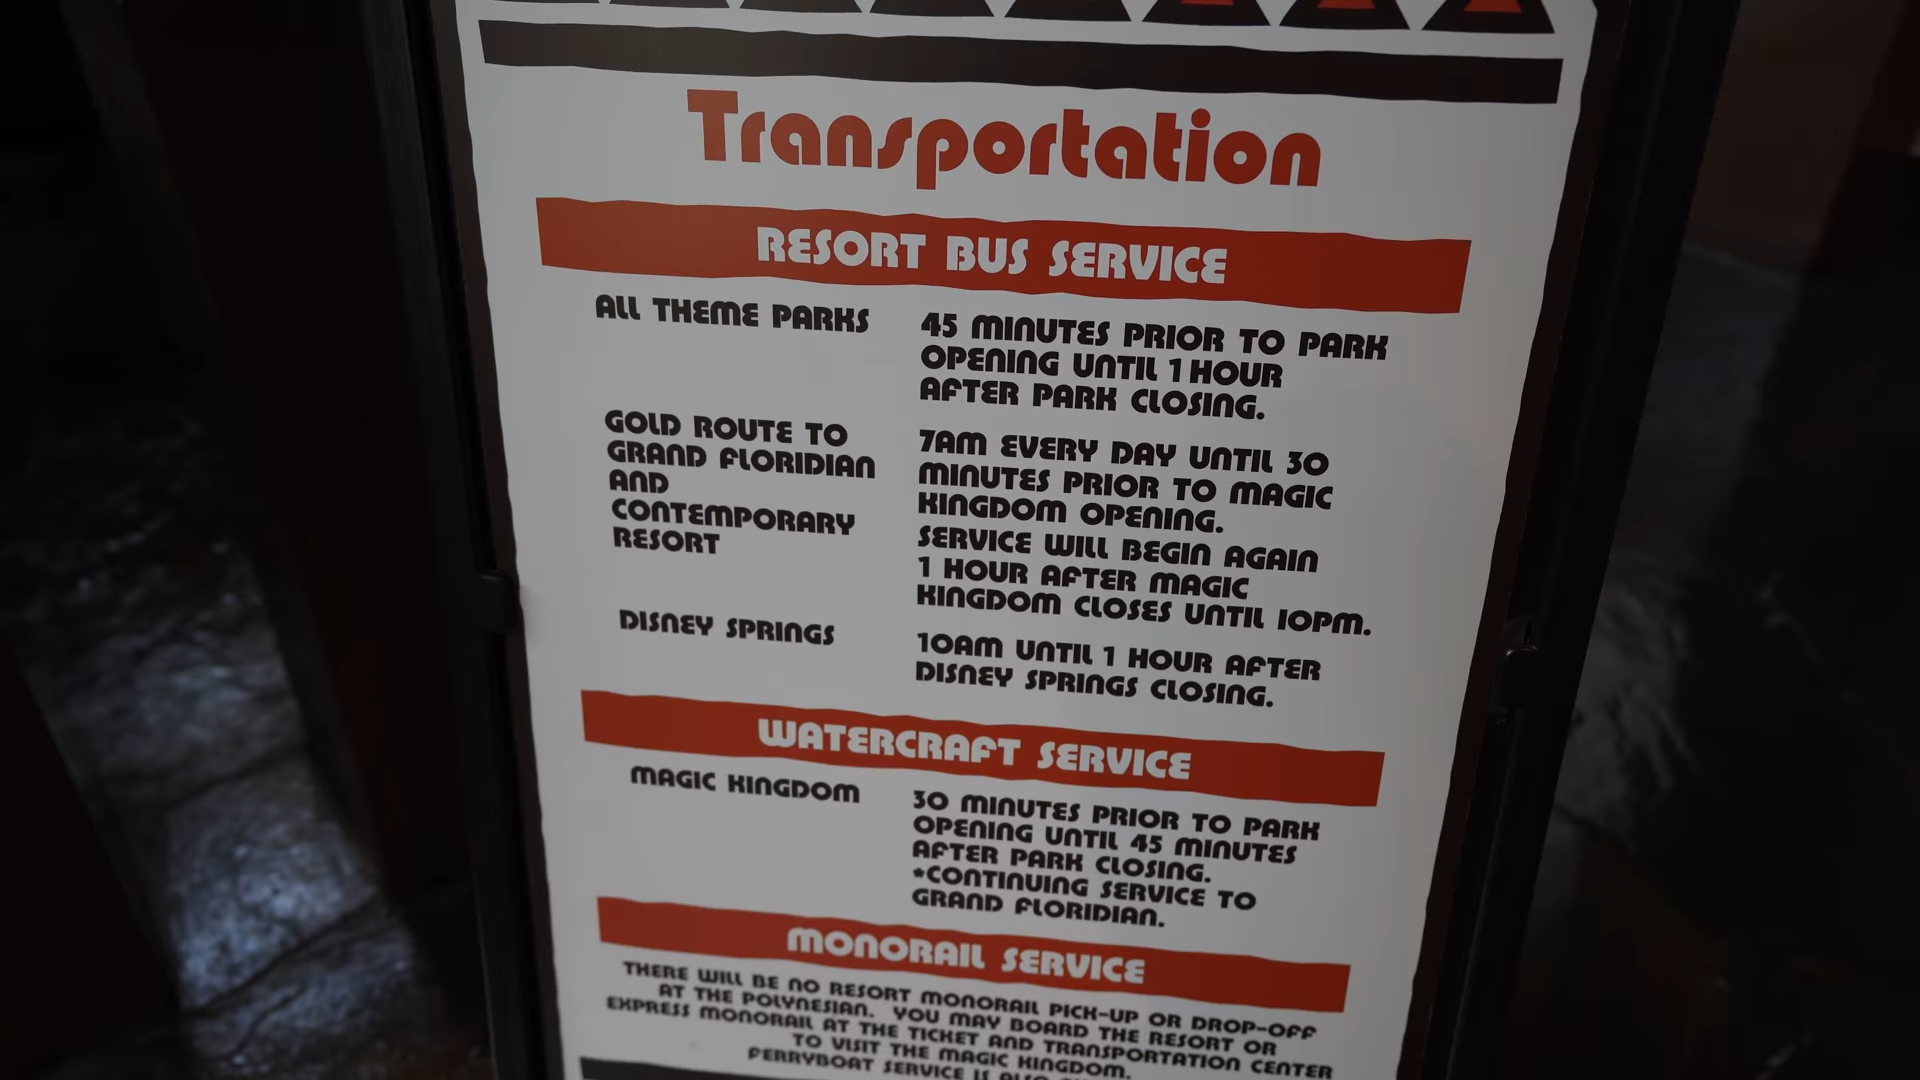 Transportation
RESORT BUS SERVICE
ALL THEME PARKS
45 MINUTES PRIOR TO PARK
OPENING UNTIL 1 HOUR
AFTER PARK CLOSING.
GOLD ROUTE TO
GRAND FLORIDIAN
AND
CONTEMPORARY
RESORT
7AM EVERY DAY UNTIL 30
MINUTES PRIOR TO MAGIC
KINGDOM OPENING.
SERVICE WILL BEGIN AGAIN
1 HOUR AFTER MAGIC
KINGDOM CLOSES UNTIL 10PM.
DISNEY SPRINGS
10AM UNTIL 1 HOUR AFTER
DISNEY SPRINGS CLOSING.
WATERCRAFT SERVICE
MAGIC KINGDOM
30 MINUTES PRIOR TO PARK
OPENING UNTIL 45 MINUTES
AFTER PARK CLOSING.
*CONTINUING SERVICE TO
GRAND FLORIDIAN.
MONORAIL SERVICE
THERE WILL BE NO RESORT MONORAIL PICK-UP OR DROP-OFF
AT THE POLYNESIAN. YOU MAY BOARD THE RESORT OR
EXPRESS MONORAIL AT THE TICKET AND TRANSPORTATION CENTER
TO VISIT THE MAGIC KINGDOM.
FERRYBOAT SERVICE IS ALSO